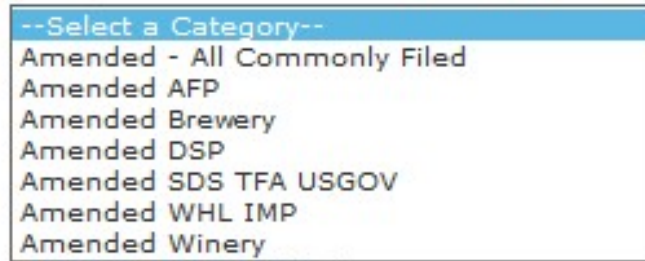 --Select a Category--
Amended - All Commonly Filed
Amended AFP
Amended Brewery
Amended DSP
Amended SDS TFA USGOV
Amended WHL IMP
Amended Winery